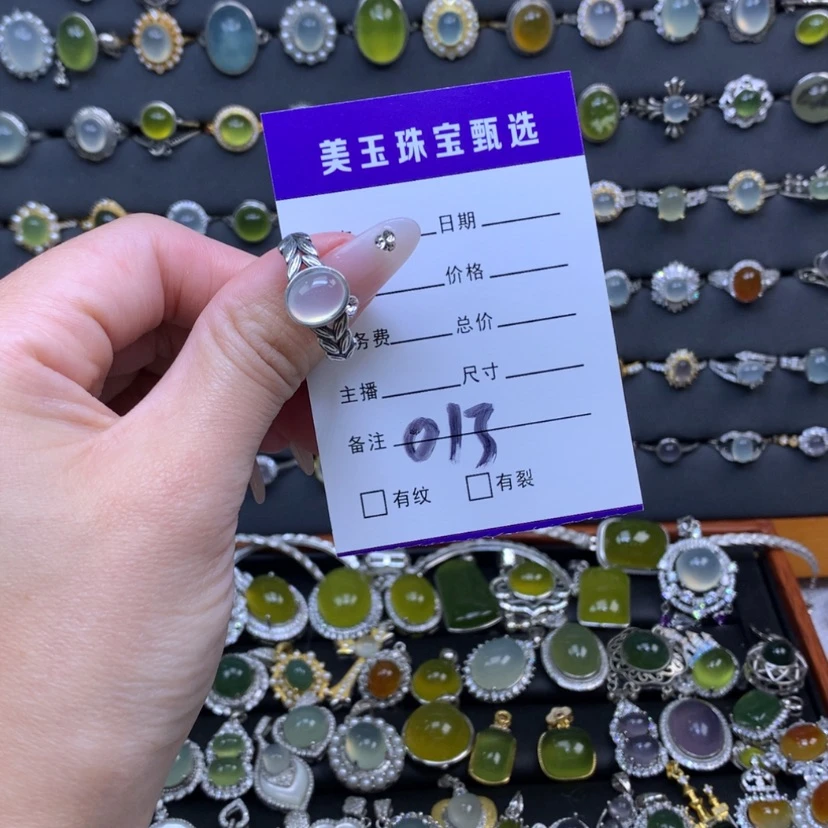 美玉珠宝甄选
日期
价格
务费 总价
主播 尺寸
备注 013
有纹 有裂